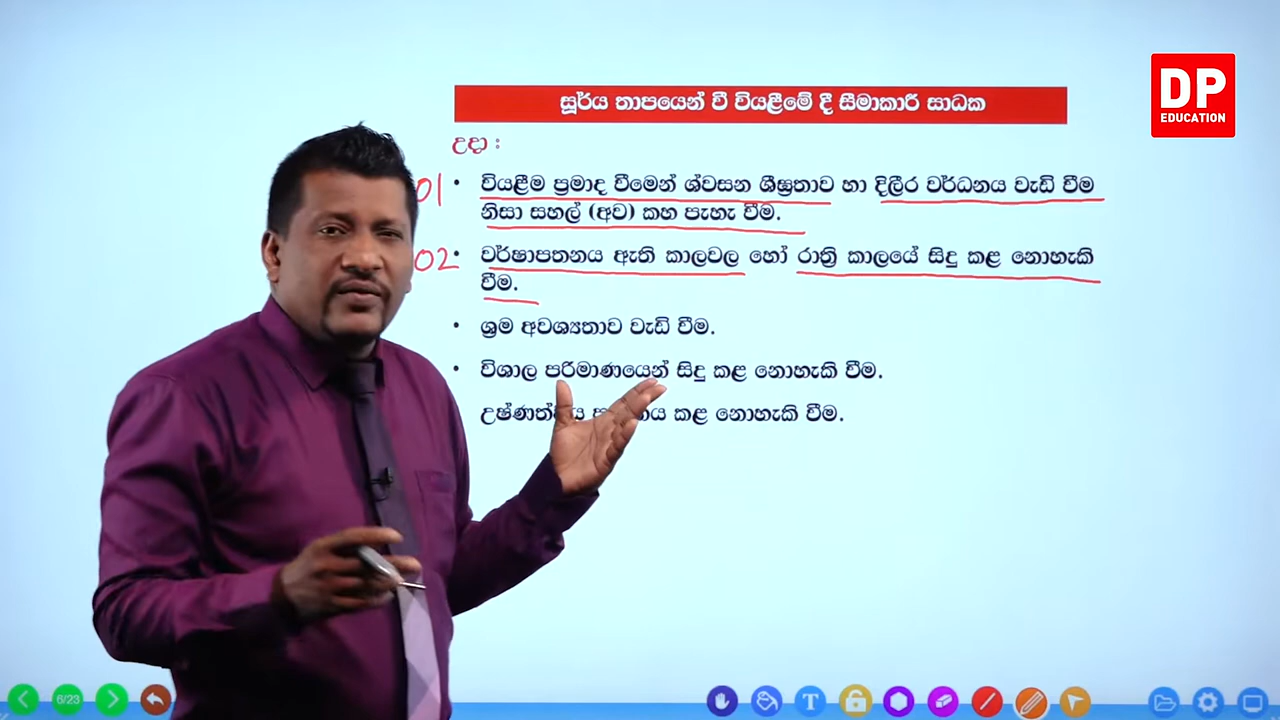 DP
EDUCATION
සූර්ය තාපයෙන් වී වියළීමේ දී සීමාකාරී සාධක
උදා :
01 • වියළීම ප්‍රමාද වීමෙන් ශ්වසන ශීඝ්‍රතාව හා දිලීර වර්ධනය වැඩි වීම
නිසා සහල් (අව) කහ පැහැ වීම.
02 • වර්ෂාපතනය ඇති කාලවල හෝ රාත්‍රි කාලයේ සිදු කළ නොහැකි
වීම.
• ශ්‍රම අවශ්‍යතාව වැඩි වීම.
• විශාල පරිමාණයෙන් සිදු කළ නොහැකි වීම.
කළ නොහැකි වීම.
6/23
T